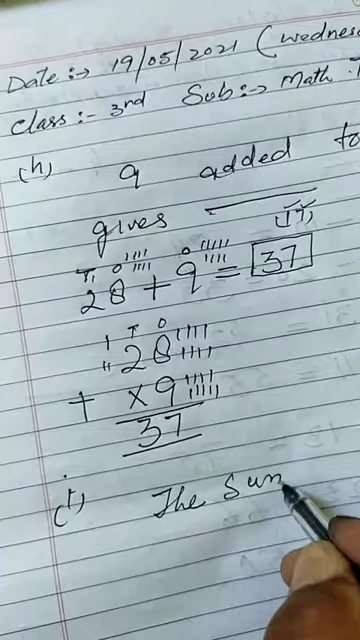 Date :→ 19/05/2021 (Wednes
Class :- 3rd Sub :→ Math
(h) 9 added to
gives
T O
28 + 9 = 37
T O
28
+ × 9
37
(i) The Sum